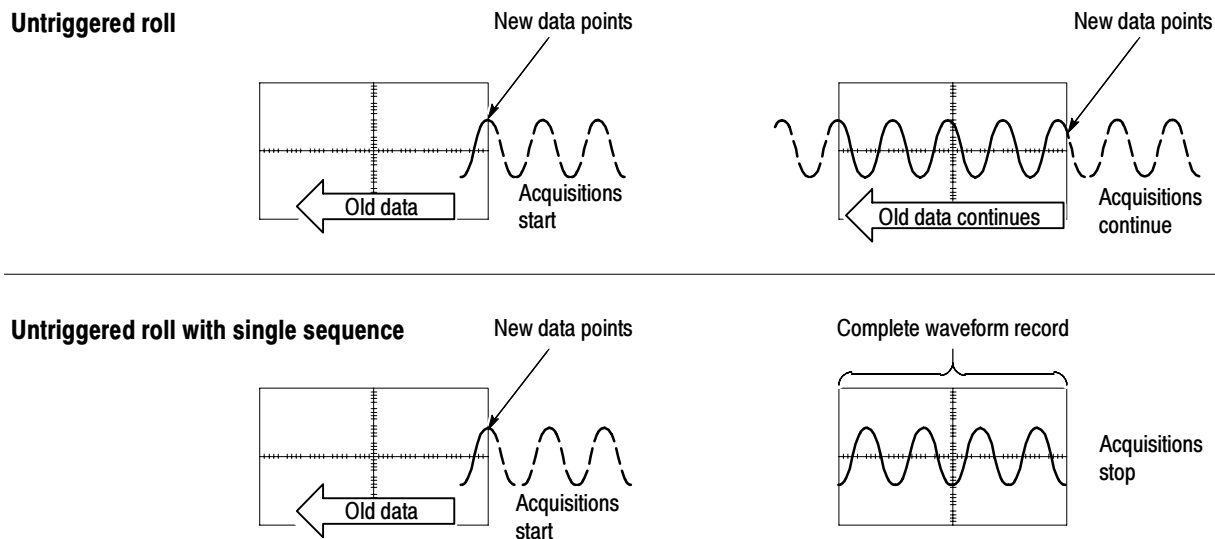 Untriggered roll
New data points
New data points
Old data
Acquisitions
start
Old data continues
Acquisitions
continue
Untriggered roll with single sequence
New data points
Complete waveform record
Old data
Acquisitions
start
Acquisitions
stop